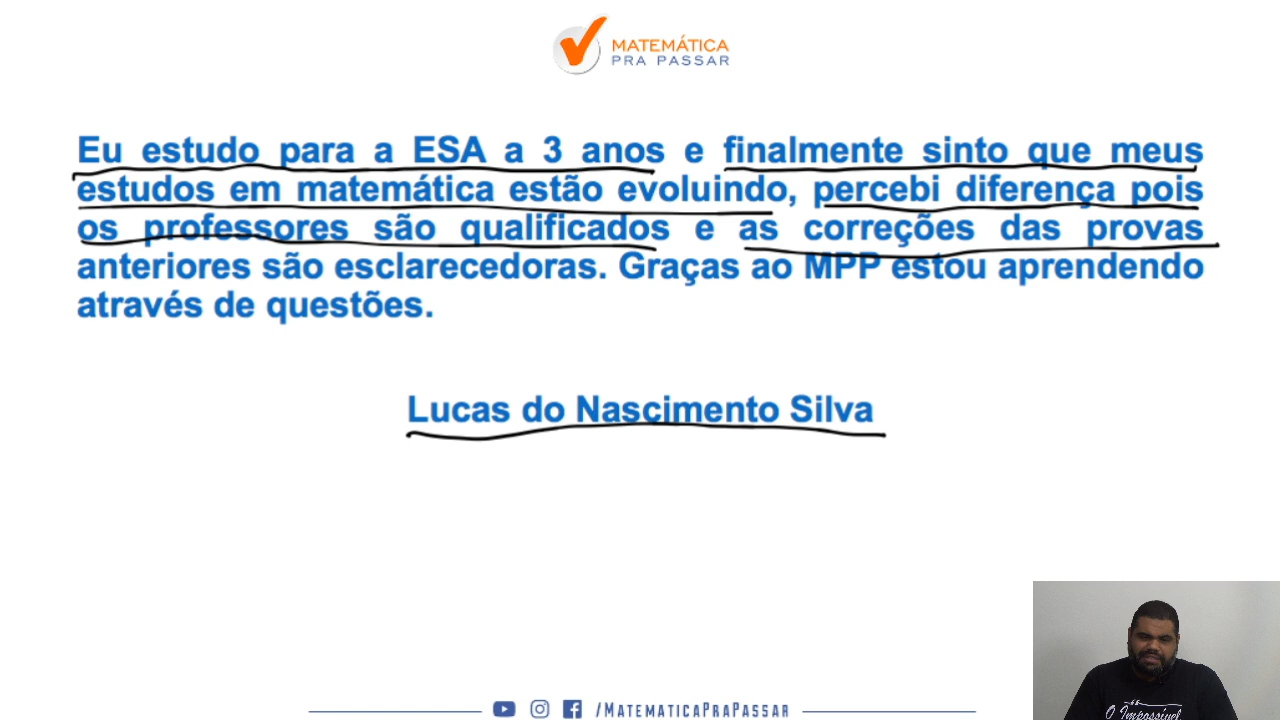 MATEMÁTICA
PRA PASSAR
Eu estudo para a ESA a 3 anos e finalmente sinto que meus
estudos em matemática estão evoluindo, percebi diferença pois
os professores são qualificados e as correções das provas
anteriores são esclarecedoras. Graças ao MPP estou aprendendo
através de questões.
Lucas do Nascimento Silva
O Impossível
/MATEMATICAPRAPASSAR